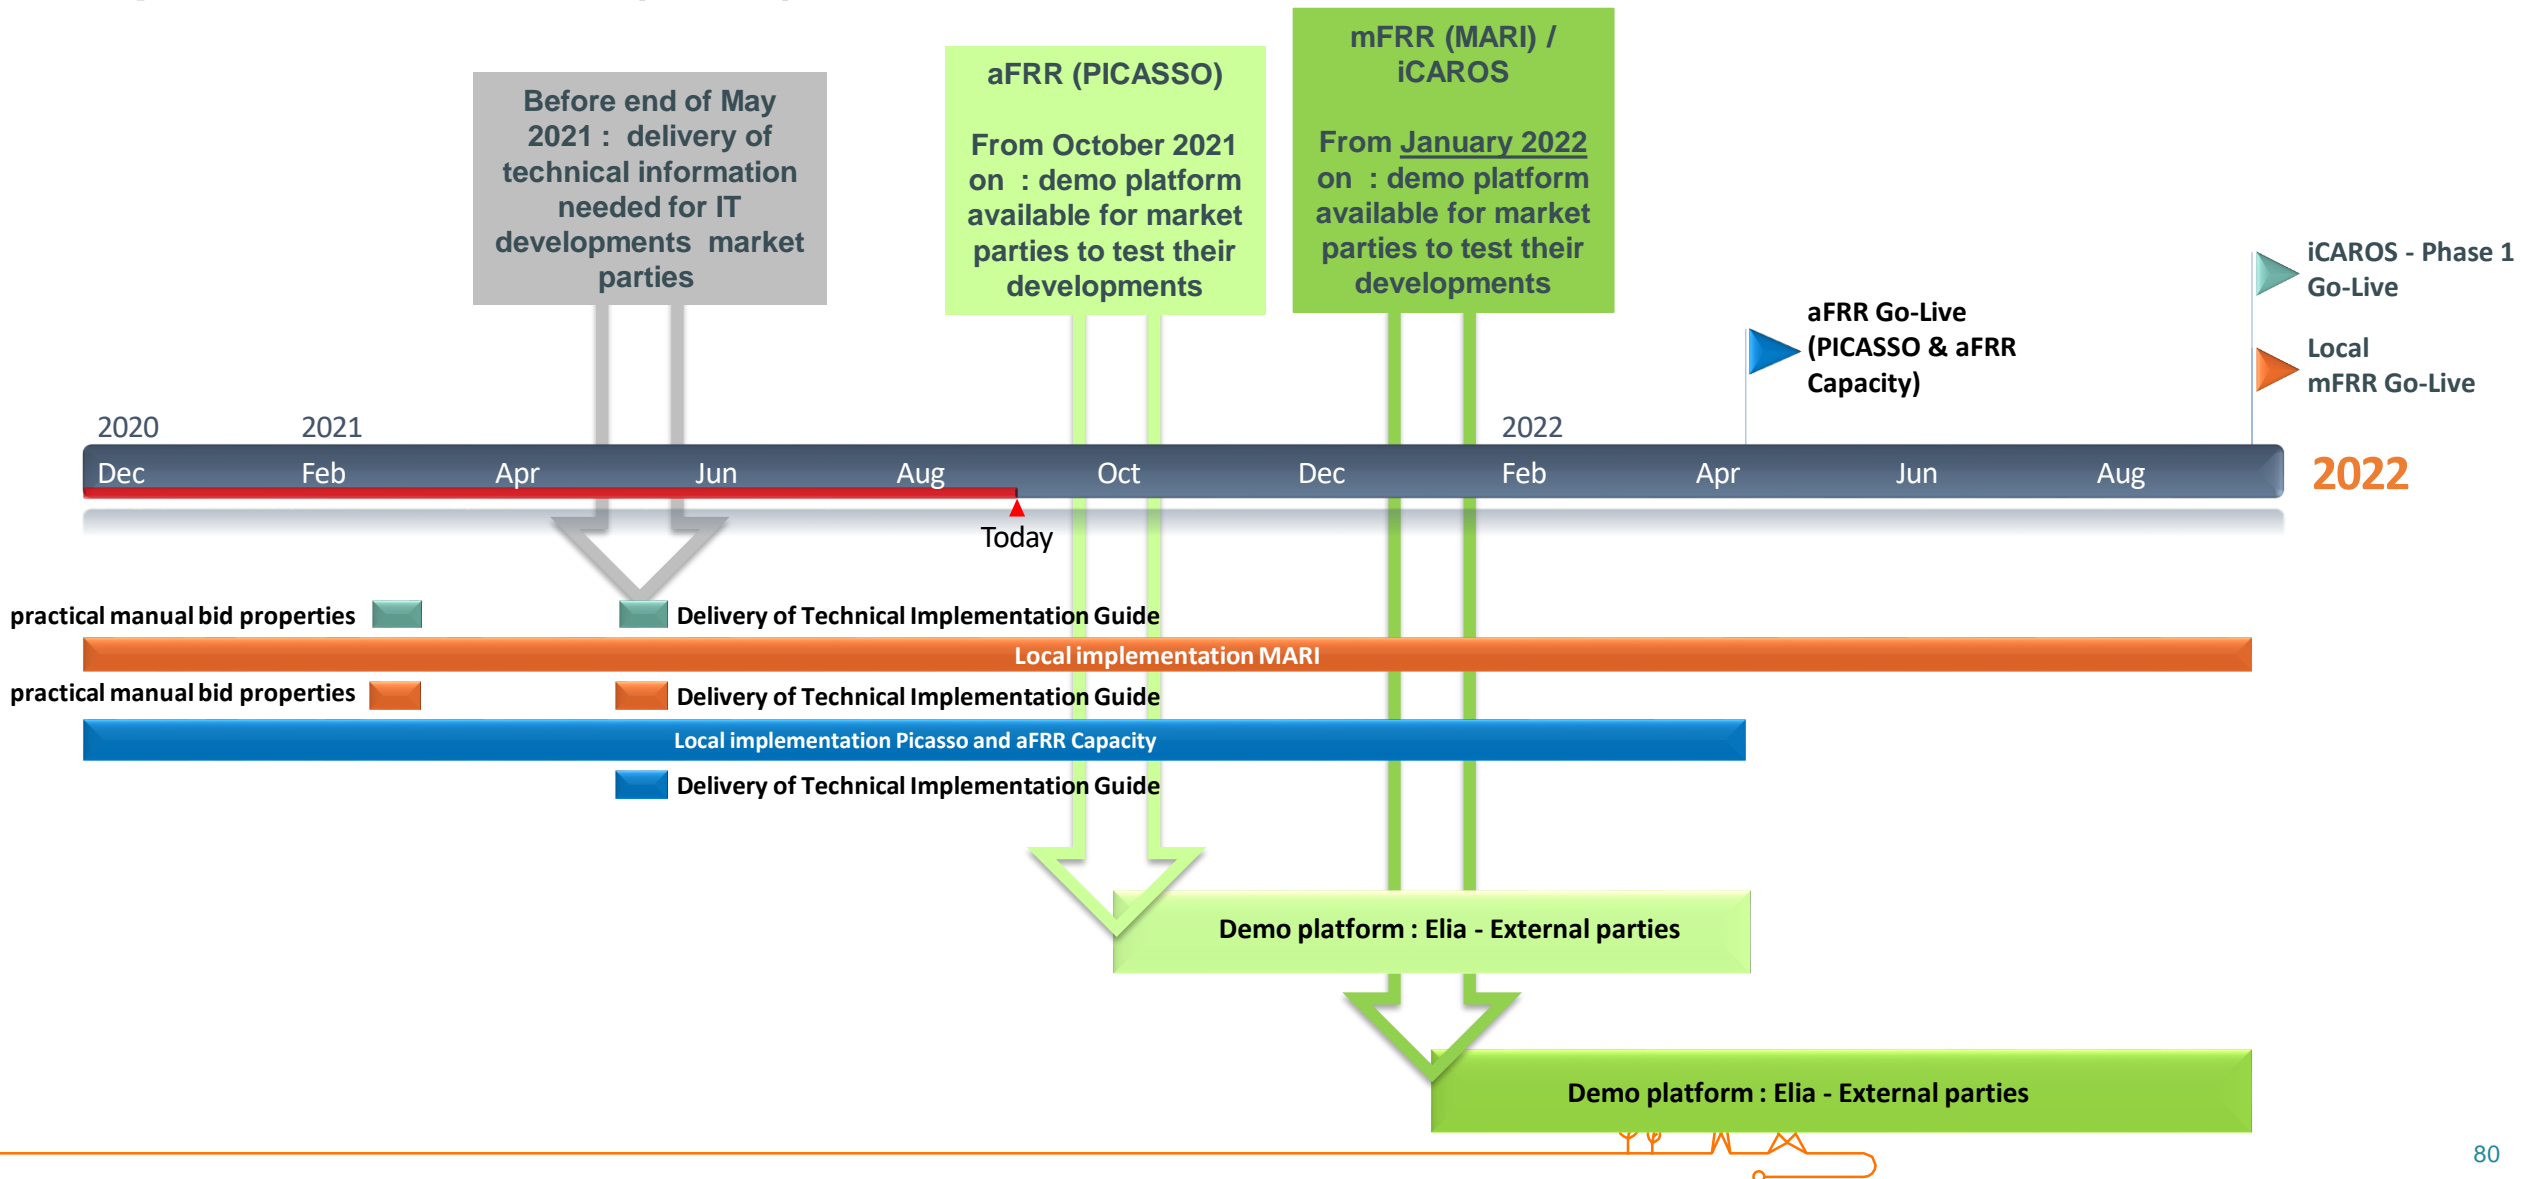 Before end of May
2021 : delivery of
technical information
needed for IT
developments market
parties
aFRR (PICASSO)
From October 2021
on : demo platform
available for market
parties to test their
developments
mFRR (MARI) /
iCAROS
From January 2022
on : demo platform
available for market
parties to test their
developments
aFRR Go-Live
(PICASSO & aFRR
Capacity)
iCAROS - Phase 1
Go-Live
Local
mFRR Go-Live
2020 2021 2022
Dec Feb Apr Jun Aug Oct Dec Feb Apr Jun Aug
2022
Today
practical manual bid properties
Delivery of Technical Implementation Guide
Local implementation MARI
practical manual bid properties
Delivery of Technical Implementation Guide
Local implementation Picasso and aFRR Capacity
Delivery of Technical Implementation Guide
Demo platform : Elia - External parties
Demo platform : Elia - External parties
80